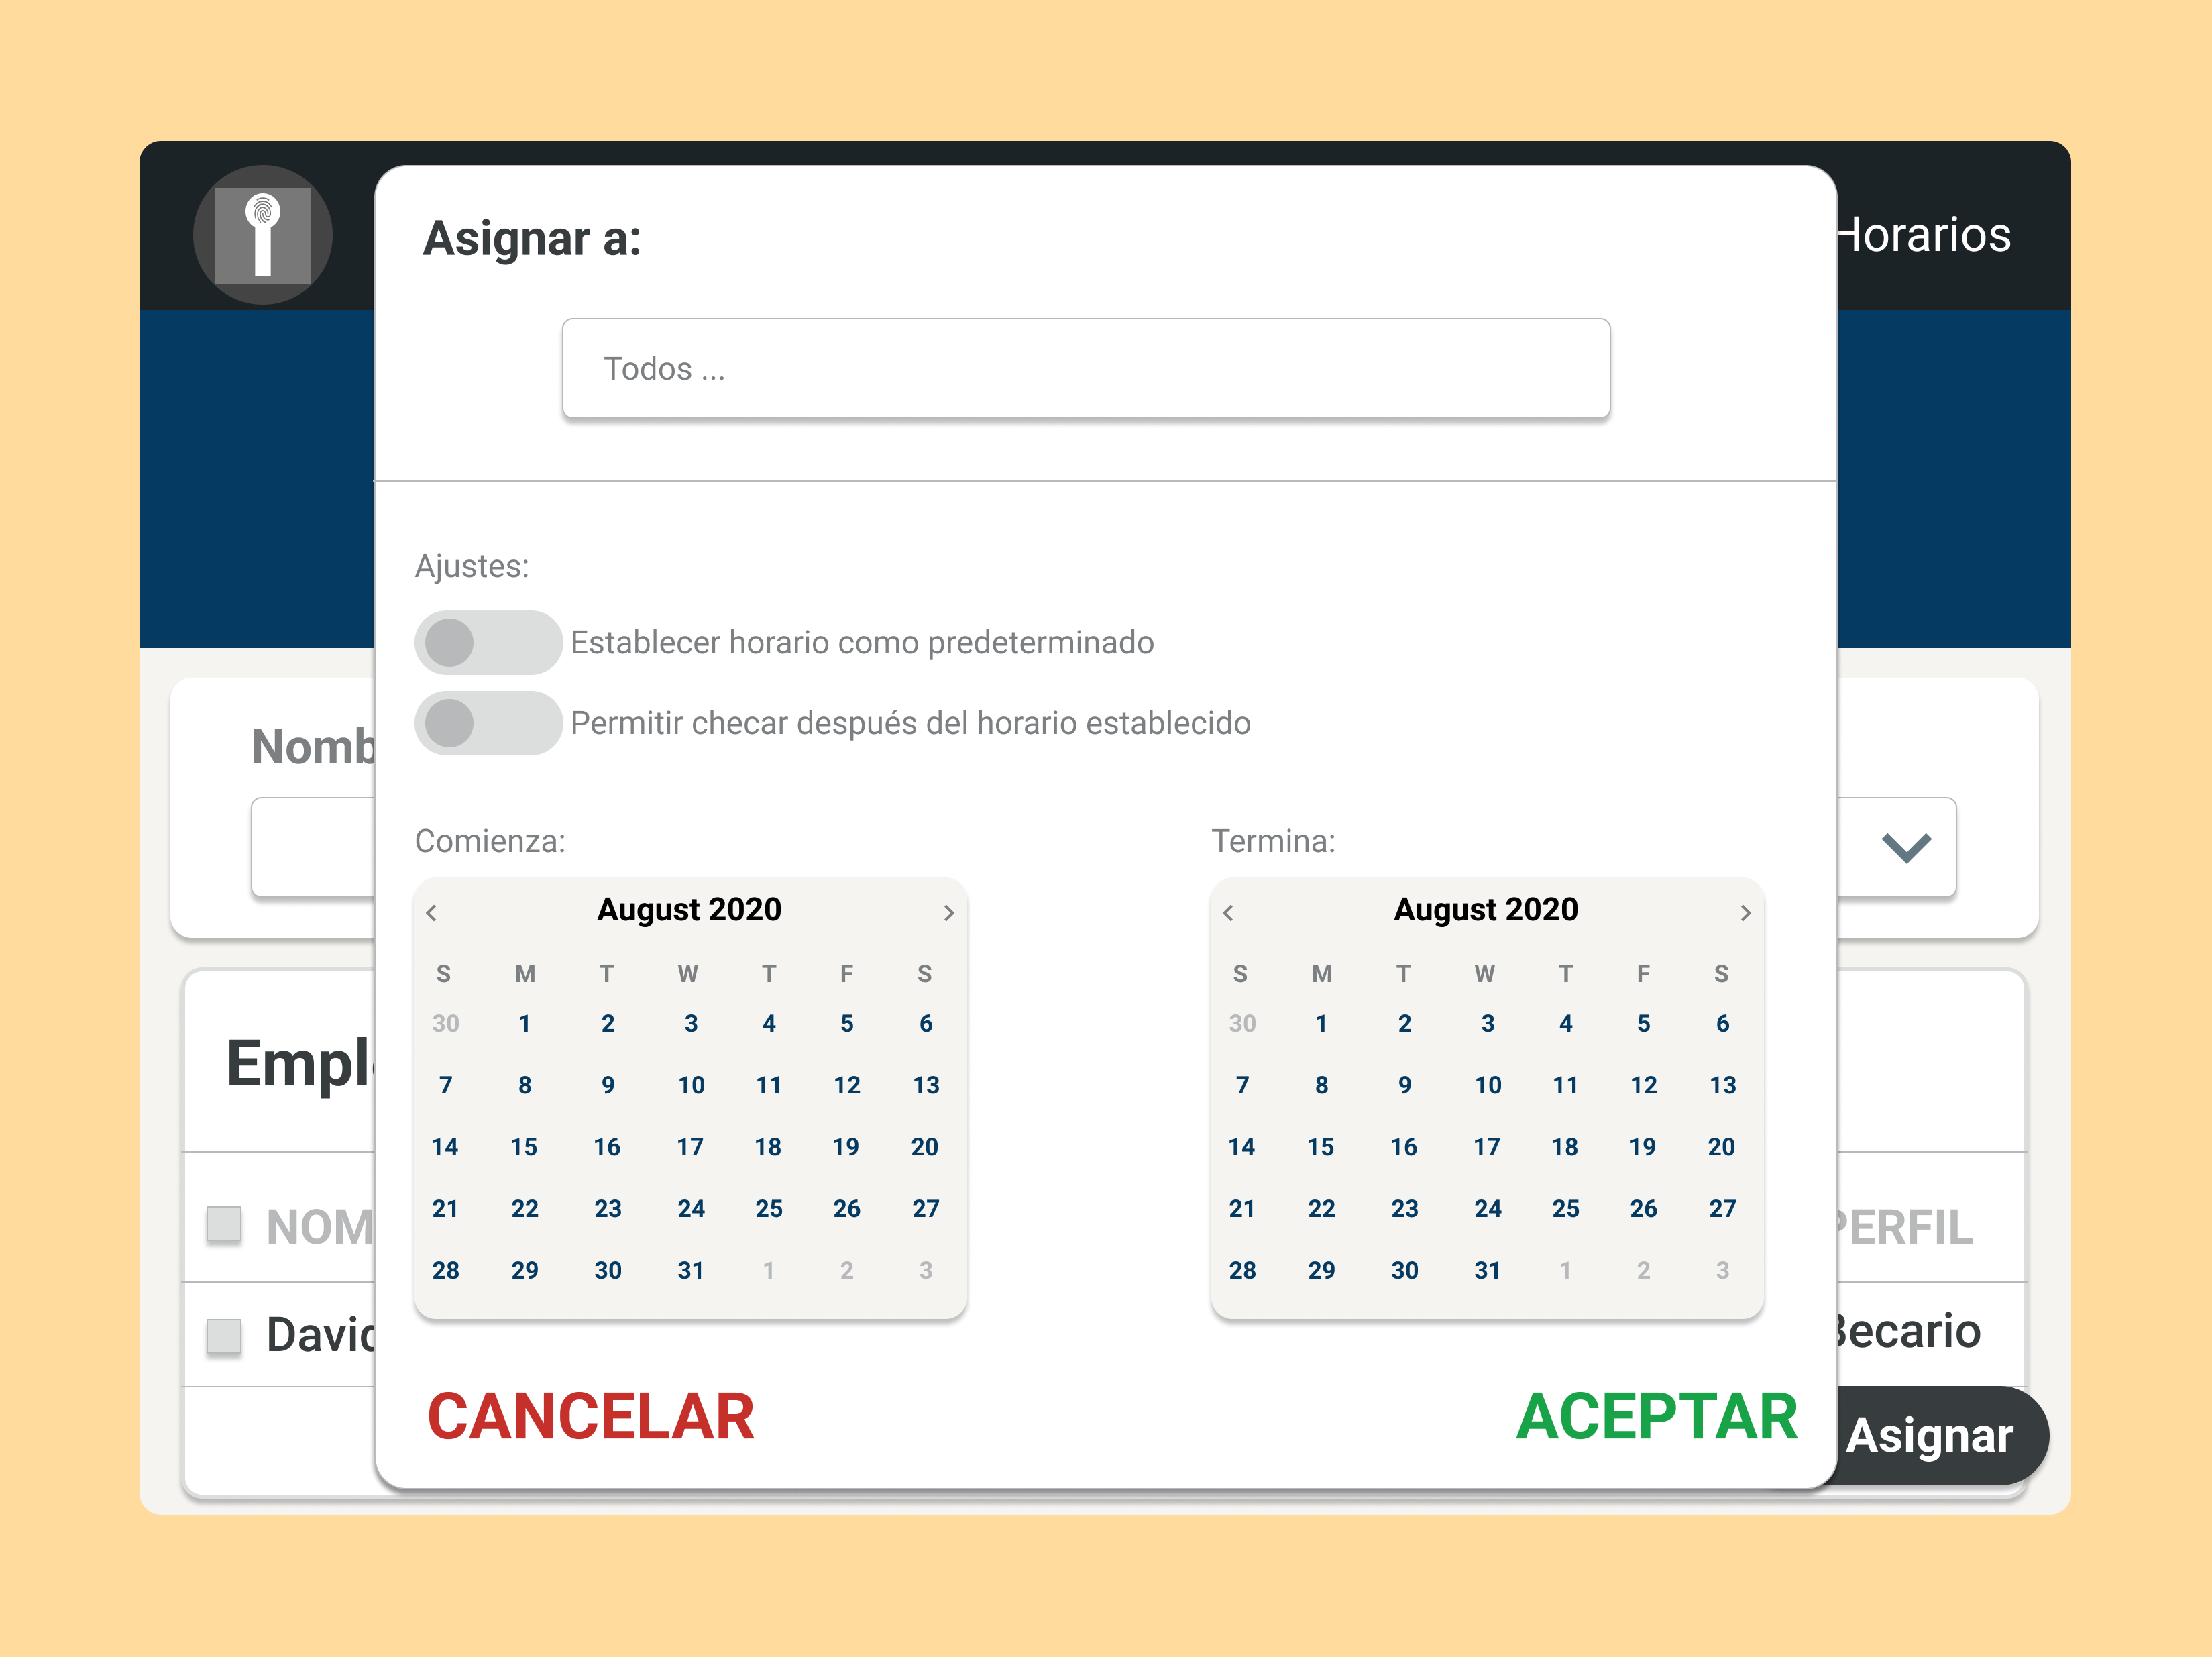 Horarios
Asignar a:
Todos ...
Ajustes:
Establecer horario como predeterminado
Permitir checar después del horario establecido
Nomb
Comienza:
Termina:
August 2020
S M T W T F S
30 1 2 3 4 5 6
7 8 9 10 11 12 13
14 15 16 17 18 19 20
21 22 23 24 25 26 27
28 29 30 31 1 2 3
August 2020
S M T W T F S
30 1 2 3 4 5 6
7 8 9 10 11 12 13
14 15 16 17 18 19 20
21 22 23 24 25 26 27
28 29 30 31 1 2 3
Empl
NOM
PERFIL
David
Becario
CANCELAR
ACEPTAR
Asignar